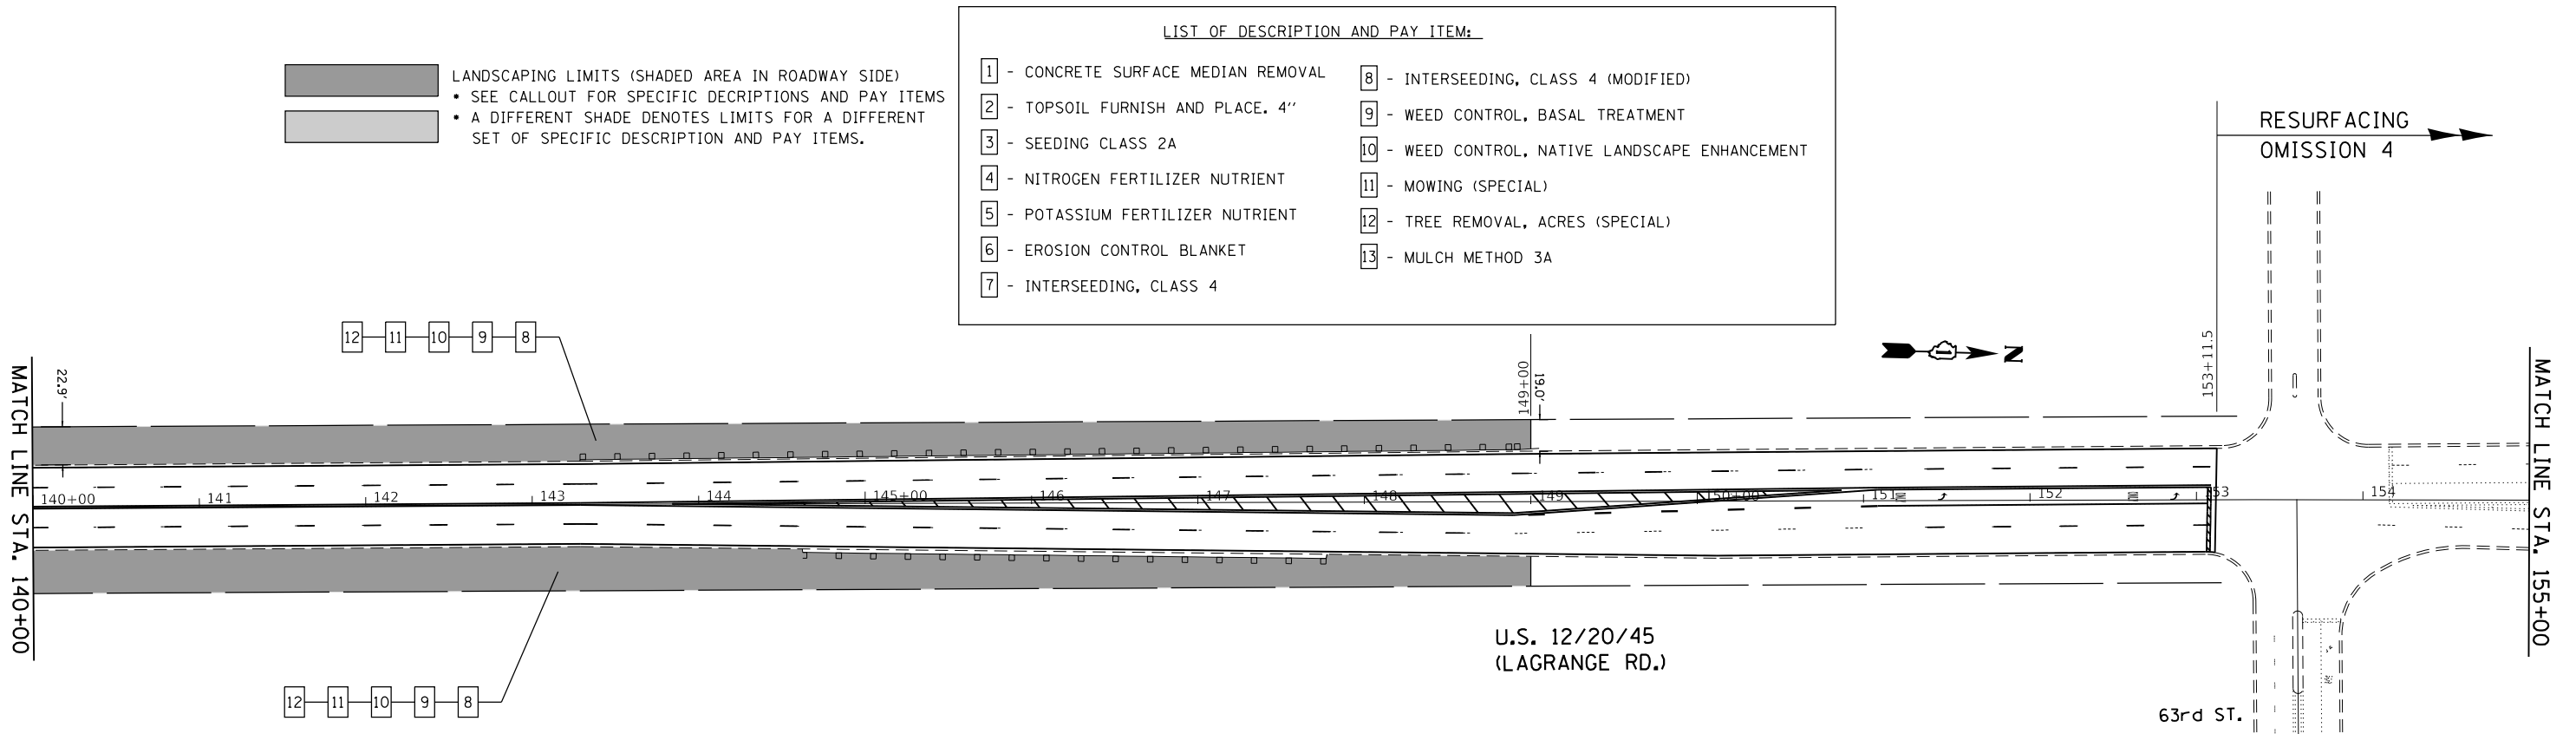 LIST OF DESCRIPTION AND PAY ITEM:
LANDSCAPING LIMITS (SHADED AREA IN ROADWAY SIDE)
* SEE CALLOUT FOR SPECIFIC DECRIPTIONS AND PAY ITEMS
* A DIFFERENT SHADE DENOTES LIMITS FOR A DIFFERENT
SET OF SPECIFIC DESCRIPTION AND PAY ITEMS.
1 - CONCRETE SURFACE MEDIAN REMOVAL
2 - TOPSOIL FURNISH AND PLACE. 4''
3 - SEEDING CLASS 2A
4 - NITROGEN FERTILIZER NUTRIENT
5 - POTASSIUM FERTILIZER NUTRIENT
6 - EROSION CONTROL BLANKET
7 - INTERSEEDING, CLASS 4
8 - INTERSEEDING, CLASS 4 (MODIFIED)
9 - WEED CONTROL, BASAL TREATMENT
10 - WEED CONTROL, NATIVE LANDSCAPE ENHANCEMENT
11 - MOWING (SPECIAL)
12 - TREE REMOVAL, ACRES (SPECIAL)
13 - MULCH METHOD 3A
RESURFACING
OMISSION 4
12 11 10 9 8
N
MATCH LINE STA. 140+00
22.9'
149+00
19.0'
153+11.5
MATCH LINE STA. 155+00
140+00 141 142 143 144 145+00 146 147 148 149 150+00 151 152 153 154
U.S. 12/20/45
(LAGRANGE RD.)
12 11 10 9 8
63rd ST.